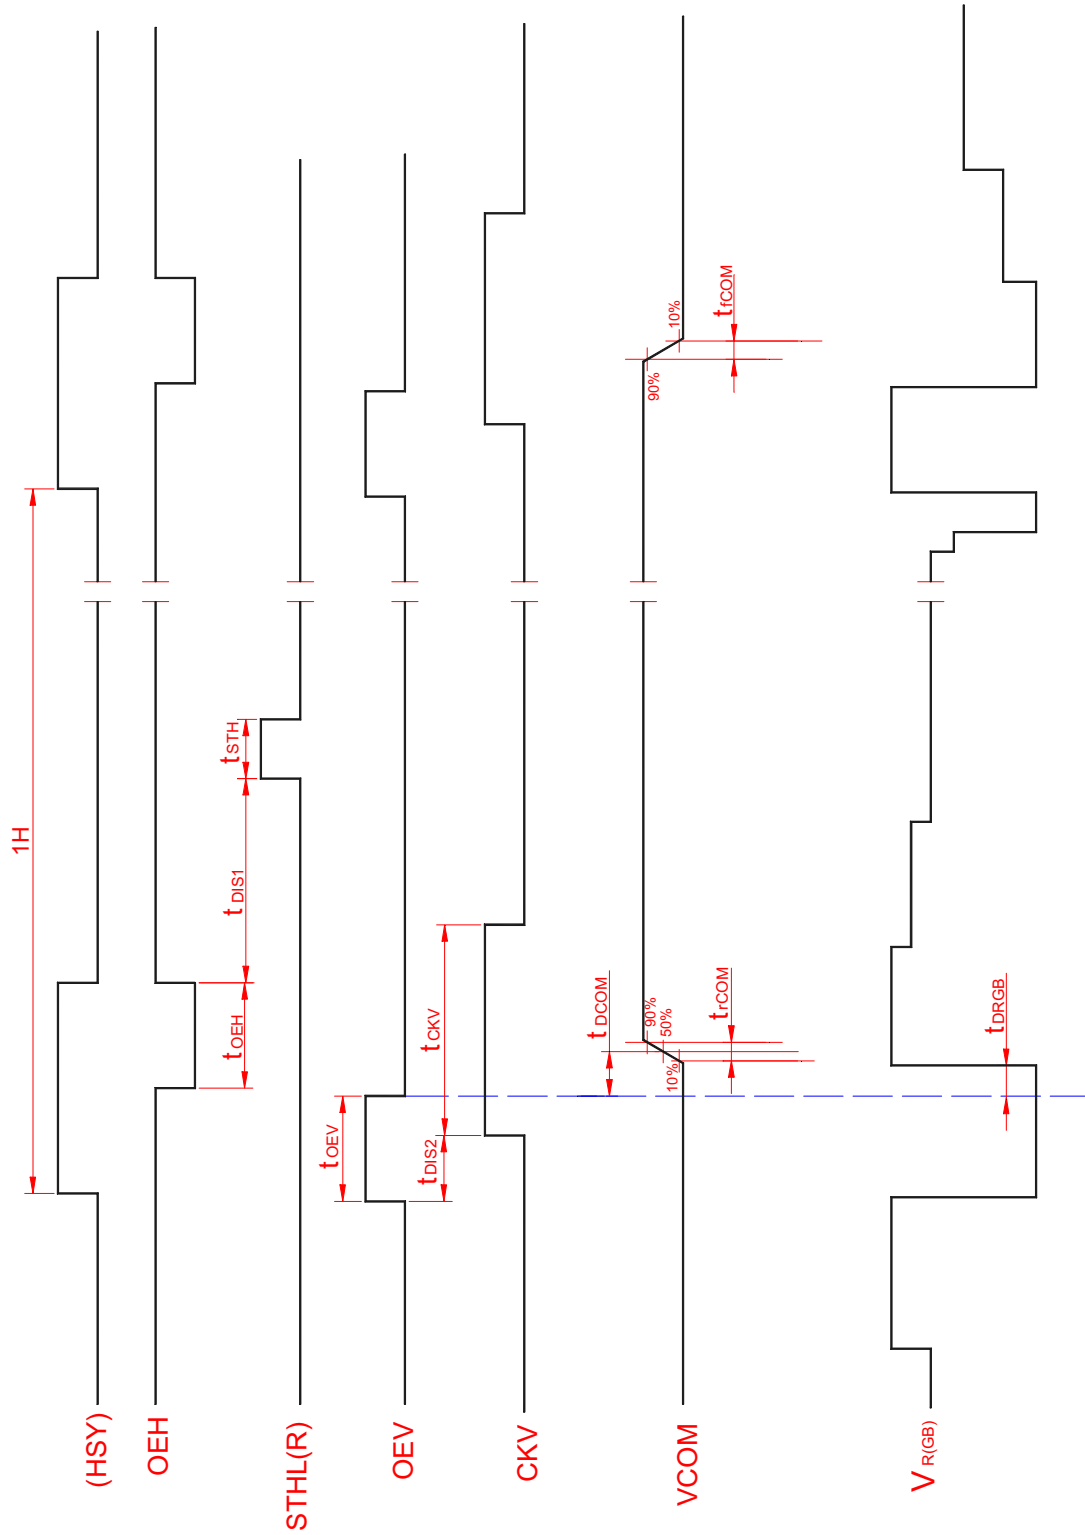 (HSY)
1H
OEH
tOEH
tDIS1
tSTH
STHL(R)
OEV
tOEV
CKV
tDIS2
tCKV
VCOM
tDCOM
10%
50%
90%
trCOM
90%
10%
tfCOM
VR(GB)
tDRGB